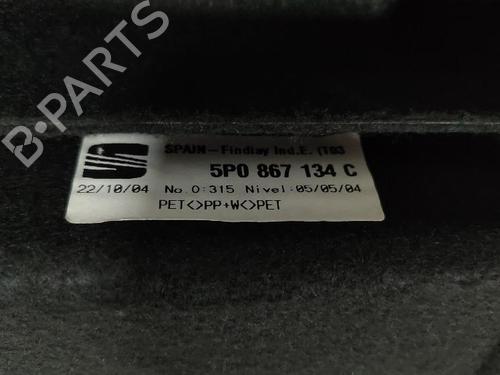 B-PARTS
SPAIN-Findlay Ind.E. (T03
5P0 867 134 C
22/10/04 No.O:315 Nivel:05/05/04
PET<>PP+W<>PET